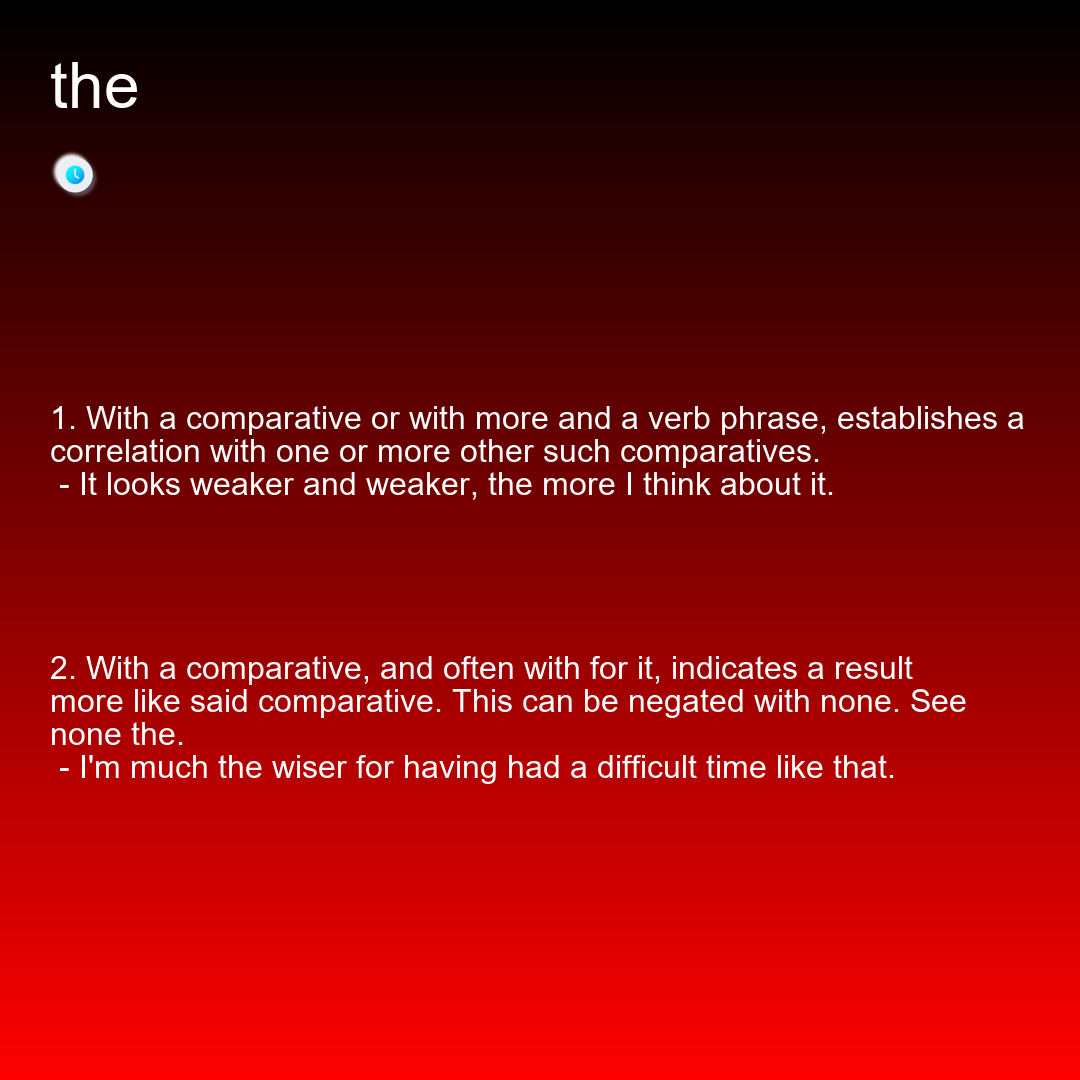 the
1. With a comparative or with more and a verb phrase, establishes a
correlation with one or more other such comparatives.
- It looks weaker and weaker, the more I think about it.
2. With a comparative, and often with for it, indicates a result
more like said comparative. This can be negated with none. See
none the.
- I'm much the wiser for having had a difficult time like that.